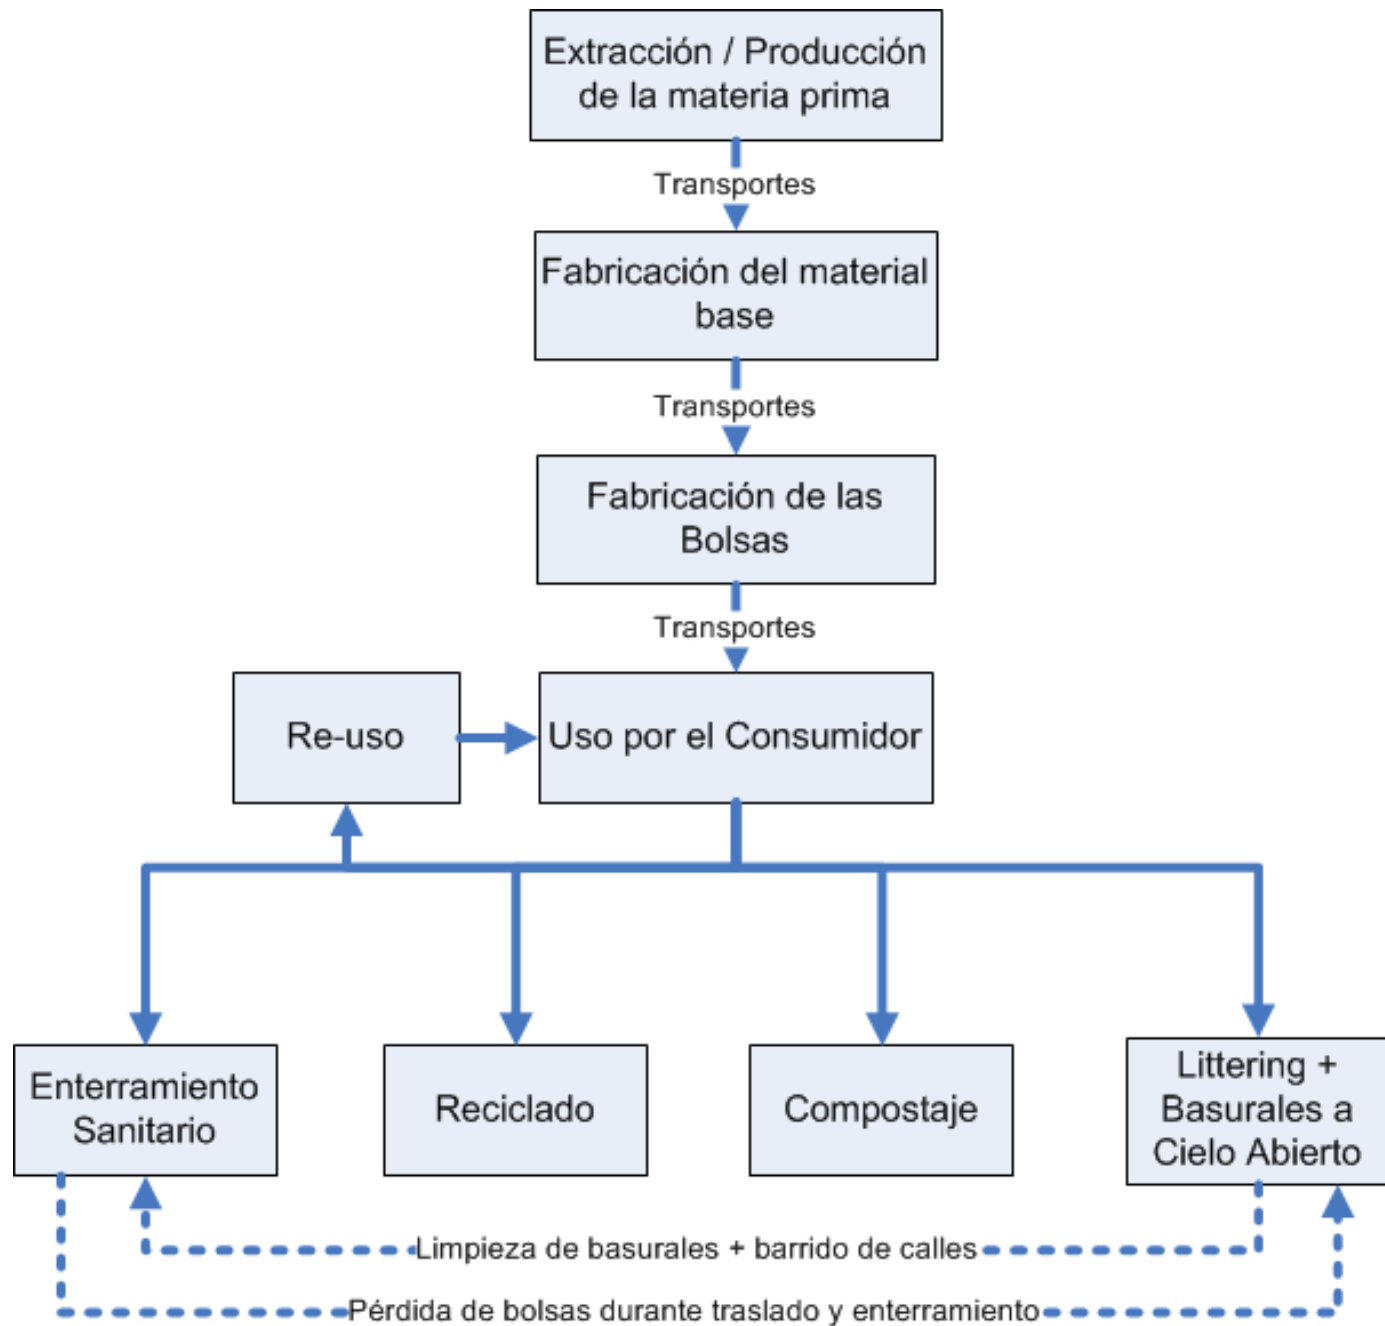 Extracción / Producción
de la materia prima
Transportes
Fabricación del material
base
Transportes
Fabricación de las
Bolsas
Transportes
Re-uso
Uso por el Consumidor
Enterramiento
Sanitario
Reciclado
Compostaje
Littering +
Basurales a
Cielo Abierto
Limpieza de basurales + barrido de calles
Pérdida de bolsas durante traslado y enterramiento